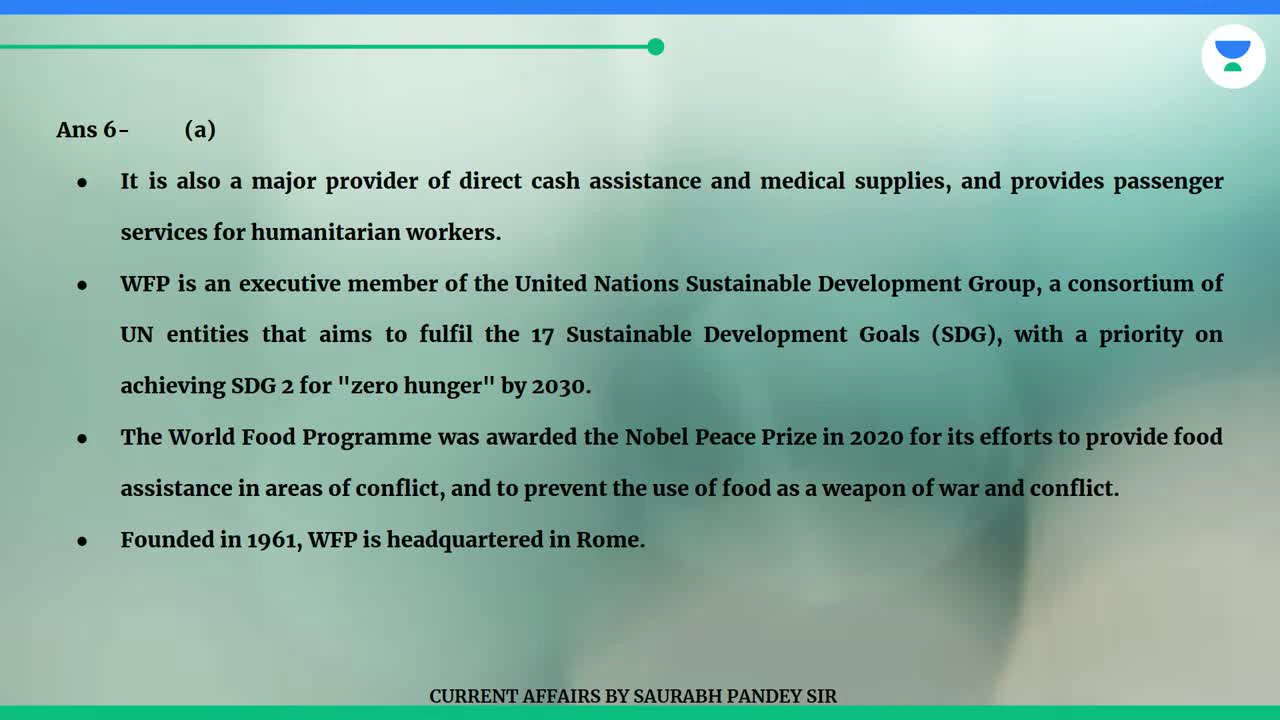 Ans 6- (a)
● It is also a major provider of direct cash assistance and medical supplies, and provides passenger
services for humanitarian workers.
● WFP is an executive member of the United Nations Sustainable Development Group, a consortium of
UN entities that aims to fulfil the 17 Sustainable Development Goals (SDG), with a priority on
achieving SDG 2 for "zero hunger" by 2030.
● The World Food Programme was awarded the Nobel Peace Prize in 2020 for its efforts to provide food
assistance in areas of conflict, and to prevent the use of food as a weapon of war and conflict.
● Founded in 1961, WFP is headquartered in Rome.
CURRENT AFFAIRS BY SAURABH PANDEY SIR